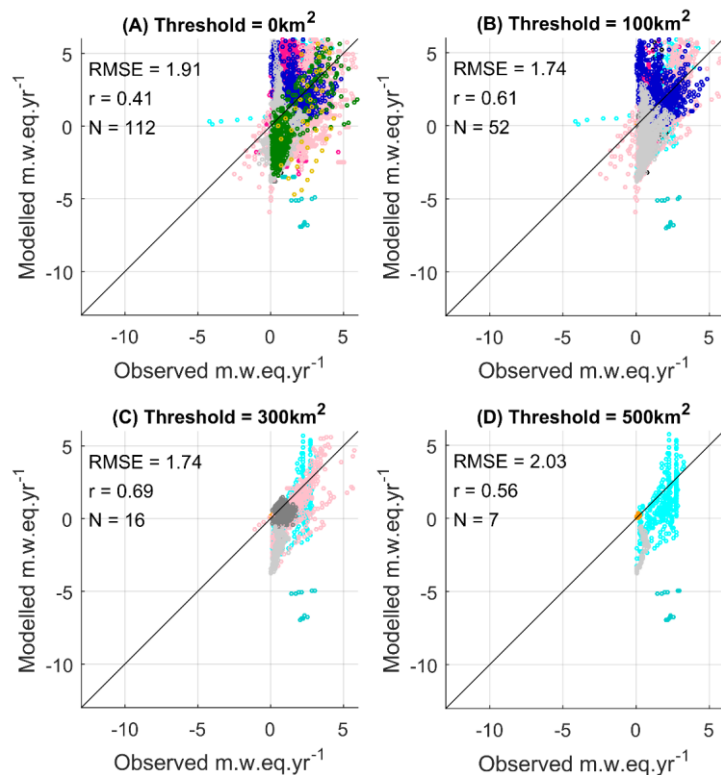 (A) Threshold = 0km²
RMSE = 1.91
r = 0.41
N = 112
5
0
-5
-10
Modelled m.w.eq.yr⁻¹
-10
-5
0
5
Observed m.w.eq.yr⁻¹
(B) Threshold = 100km²
RMSE = 1.74
r = 0.61
N = 52
5
0
-5
-10
Modelled m.w.eq.yr⁻¹
-10
-5
0
5
Observed m.w.eq.yr⁻¹
(C) Threshold = 300km²
RMSE = 1.74
r = 0.69
N = 16
5
0
-5
-10
Modelled m.w.eq.yr⁻¹
-10
-5
0
5
Observed m.w.eq.yr⁻¹
(D) Threshold = 500km²
RMSE = 2.03
r = 0.56
N = 7
5
0
-5
-10
Modelled m.w.eq.yr⁻¹
-10
-5
0
5
Observed m.w.eq.yr⁻¹